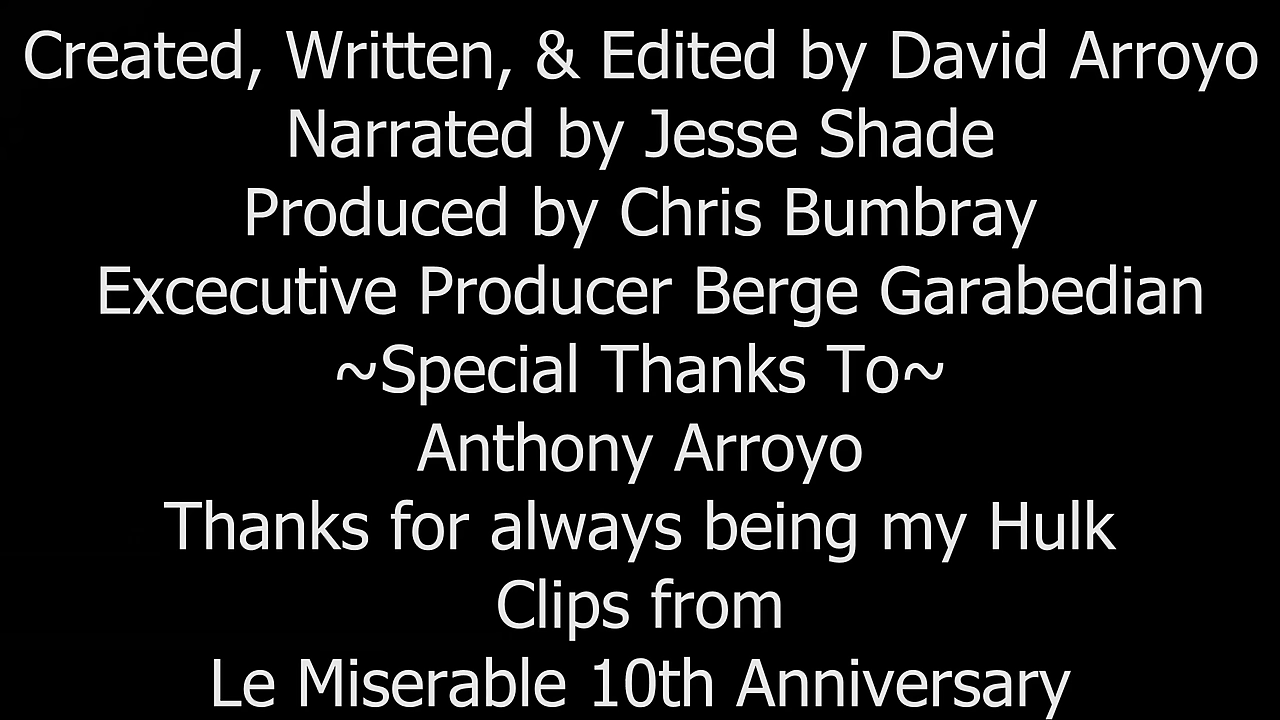 Created, Written, & Edited by David Arroyo
Narrated by Jesse Shade
Produced by Chris Bumbray
Excecutive Producer Berge Garabedian
~Special Thanks To~
Anthony Arroyo
Thanks for always being my Hulk
Clips from
Le Miserable 10th Anniversary